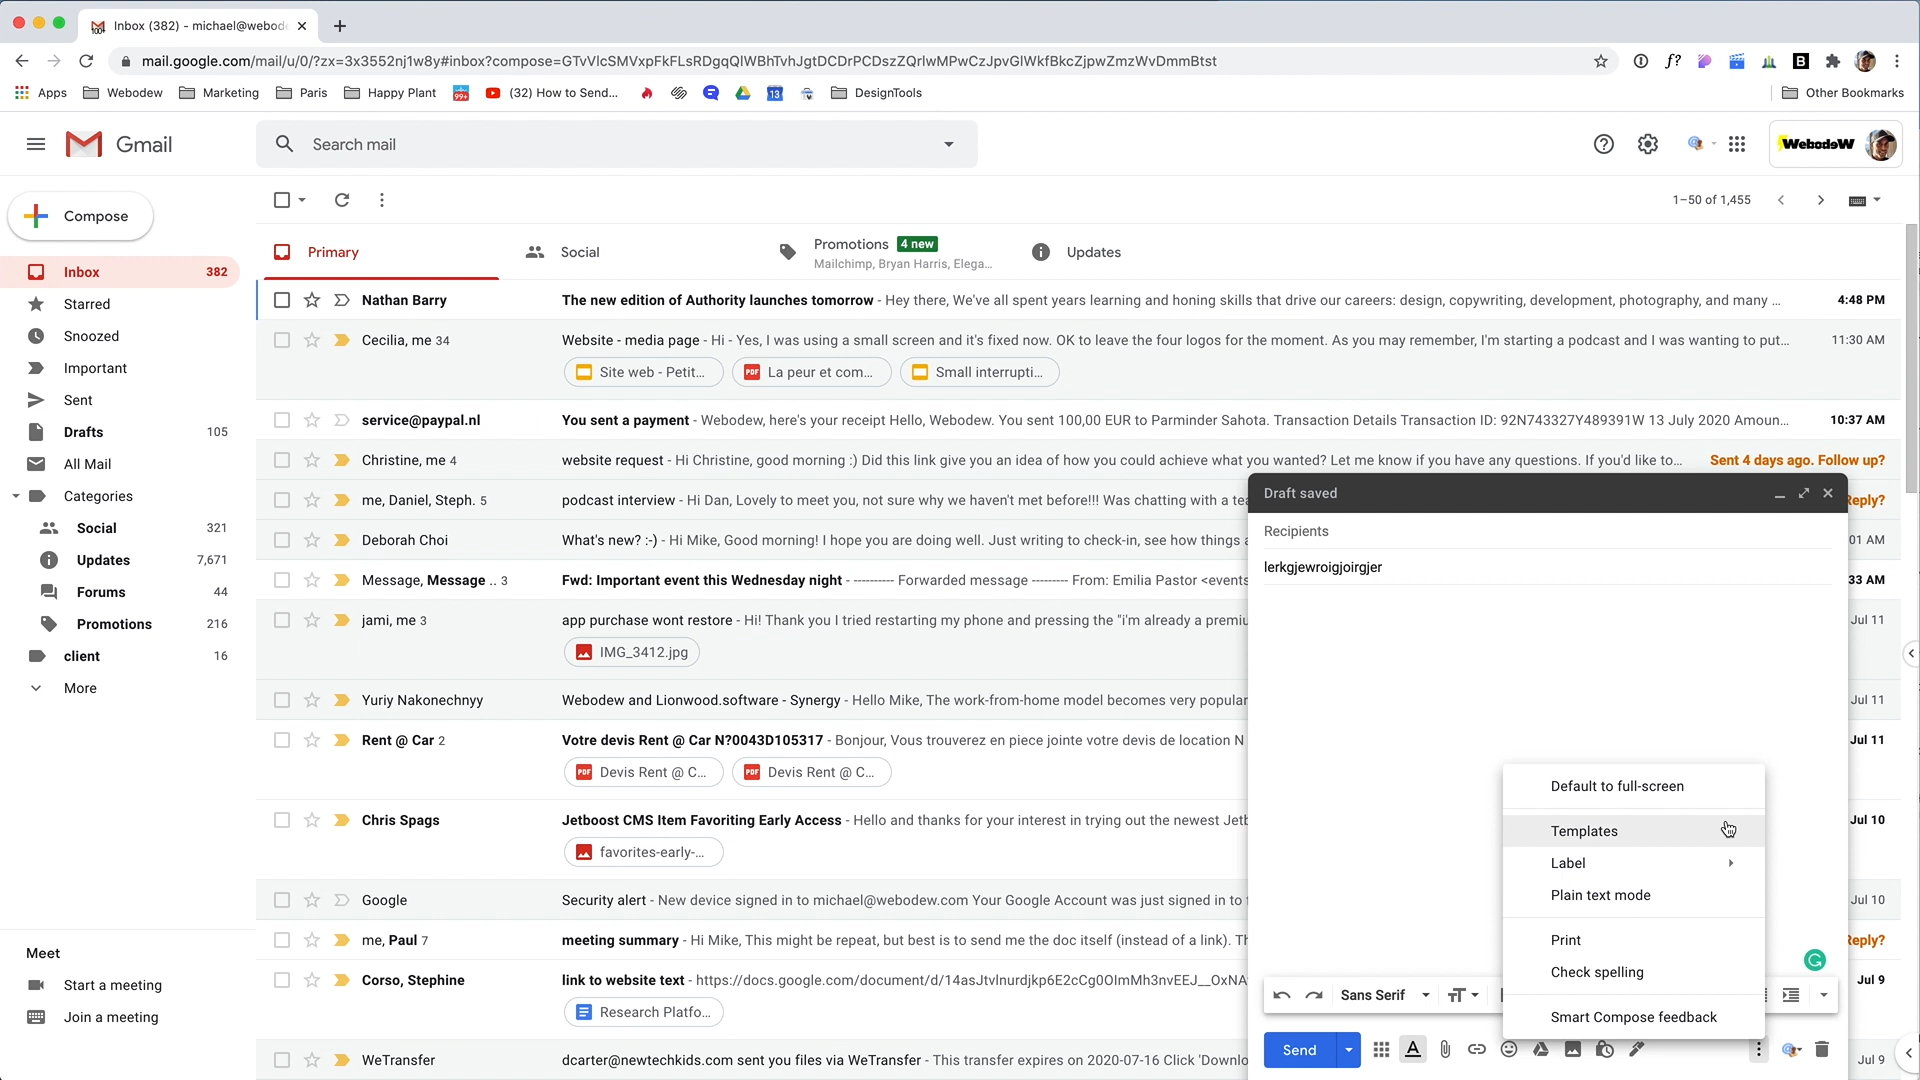 Inbox (382) - michael@webode
mail.google.com/mail/u/0/?zx=3x3552nj1w8y#inbox?compose=GTvVlcSMVxpFkFLsRDgqQlWBhTvhJgtDCDrPCDszZQrlwMPwCzJpvGlWkfBkcZjpwZmzWvDmmBtst
Apps Webodew Marketing Paris Happy Plant 99+ (32) How to Send... 13 DesignTools Other Bookmarks
Gmail Search mail WebodeW
Compose 1–50 of 1,455
Primary Social Promotions 4 new Updates
Mailchimp, Bryan Harris, Elega...
Inbox 382
Starred
Snoozed
Important
Sent
Drafts 105
All Mail
Categories
Social 321
Updates 7,671
Forums 44
Promotions 216
client 16
More
Meet
Start a meeting
Join a meeting
Nathan Barry The new edition of Authority launches tomorrow - Hey there, We've all spent years learning and honing skills that drive our careers: design, copywriting, development, photography, and many ... 4:48 PM
Cecilia, me 34 Website - media page - Hi - Yes, I was using a small screen and it's fixed now. OK to leave the four logos for the moment. As you may remember, I'm starting a podcast and I was wanting to put... 11:30 AM
Site web - Petit... PDF La peur et com... Small interrupti...
service@paypal.nl You sent a payment - Webodew, here's your receipt Hello, Webodew. You sent 100,00 EUR to Parminder Sahota. Transaction Details Transaction ID: 92N743327Y489391W 13 July 2020 Amoun... 10:37 AM
Christine, me 4 website request - Hi Christine, good morning :) Did this link give you an idea of how you could achieve what you wanted? Let me know if you have any questions. If you'd like to... Sent 4 days ago. Follow up?
me, Daniel, Steph. 5 podcast interview - Hi Dan, Lovely to meet you, not sure why we haven't met before!!! Was chatting with a tea Reply?
Deborah Choi What's new? :-) - Hi Mike, Good morning! I hope you are doing well. Just writing to check-in, see how things a 01 AM
Message, Message .. 3 Fwd: Important event this Wednesday night - ---------- Forwarded message --------- From: Emilia Pastor <events 33 AM
jami, me 3 app purchase wont restore - Hi! Thank you I tried restarting my phone and pressing the "i'm already a premiu Jul 11
IMG_3412.jpg
Yuriy Nakonechnyy Webodew and Lionwood.software - Synergy - Hello Mike, The work-from-home model becomes very popular Jul 11
Rent @ Car 2 Votre devis Rent @ Car N?0043D105317 - Bonjour, Vous trouverez en piece jointe votre devis de location N Jul 11
PDF Devis Rent @ C... PDF Devis Rent @ C...
Chris Spags Jetboost CMS Item Favoriting Early Access - Hello and thanks for your interest in trying out the newest Jetb Jul 10
favorites-early-...
Google Security alert - New device signed in to michael@webodew.com Your Google Account was just signed in to f Jul 10
me, Paul 7 meeting summary - Hi Mike, This might be repeat, but best is to send me the doc itself (instead of a link). Th Reply?
Corso, Stephine link to website text - https://docs.google.com/document/d/14asJtvlnurdjkp6E2cCg0OImMh3nvEEJ__OxNA Jul 9
Research Platfo...
WeTransfer dcarter@newtechkids.com sent you files via WeTransfer - This transfer expires on 2020-07-16 Click 'Downlo Jul 9
Draft saved
Recipients
lerkgjewroigjoirgjer
Default to full-screen
Templates
Label
Plain text mode
Print
Check spelling
Smart Compose feedback
Sans Serif
Send